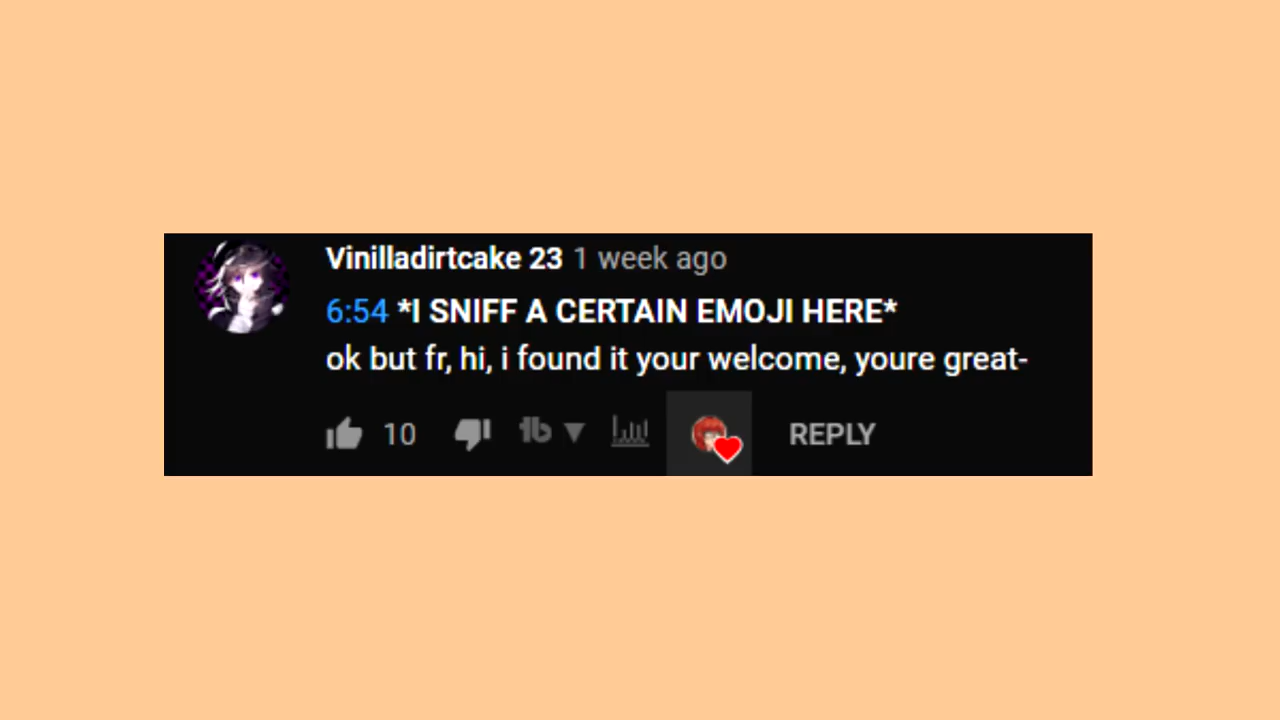 Vinilladirtcake 23 1 week ago
6:54 *I SNIFF A CERTAIN EMOJI HERE*
ok but fr, hi, i found it your welcome, youre great-
10 tb REPLY